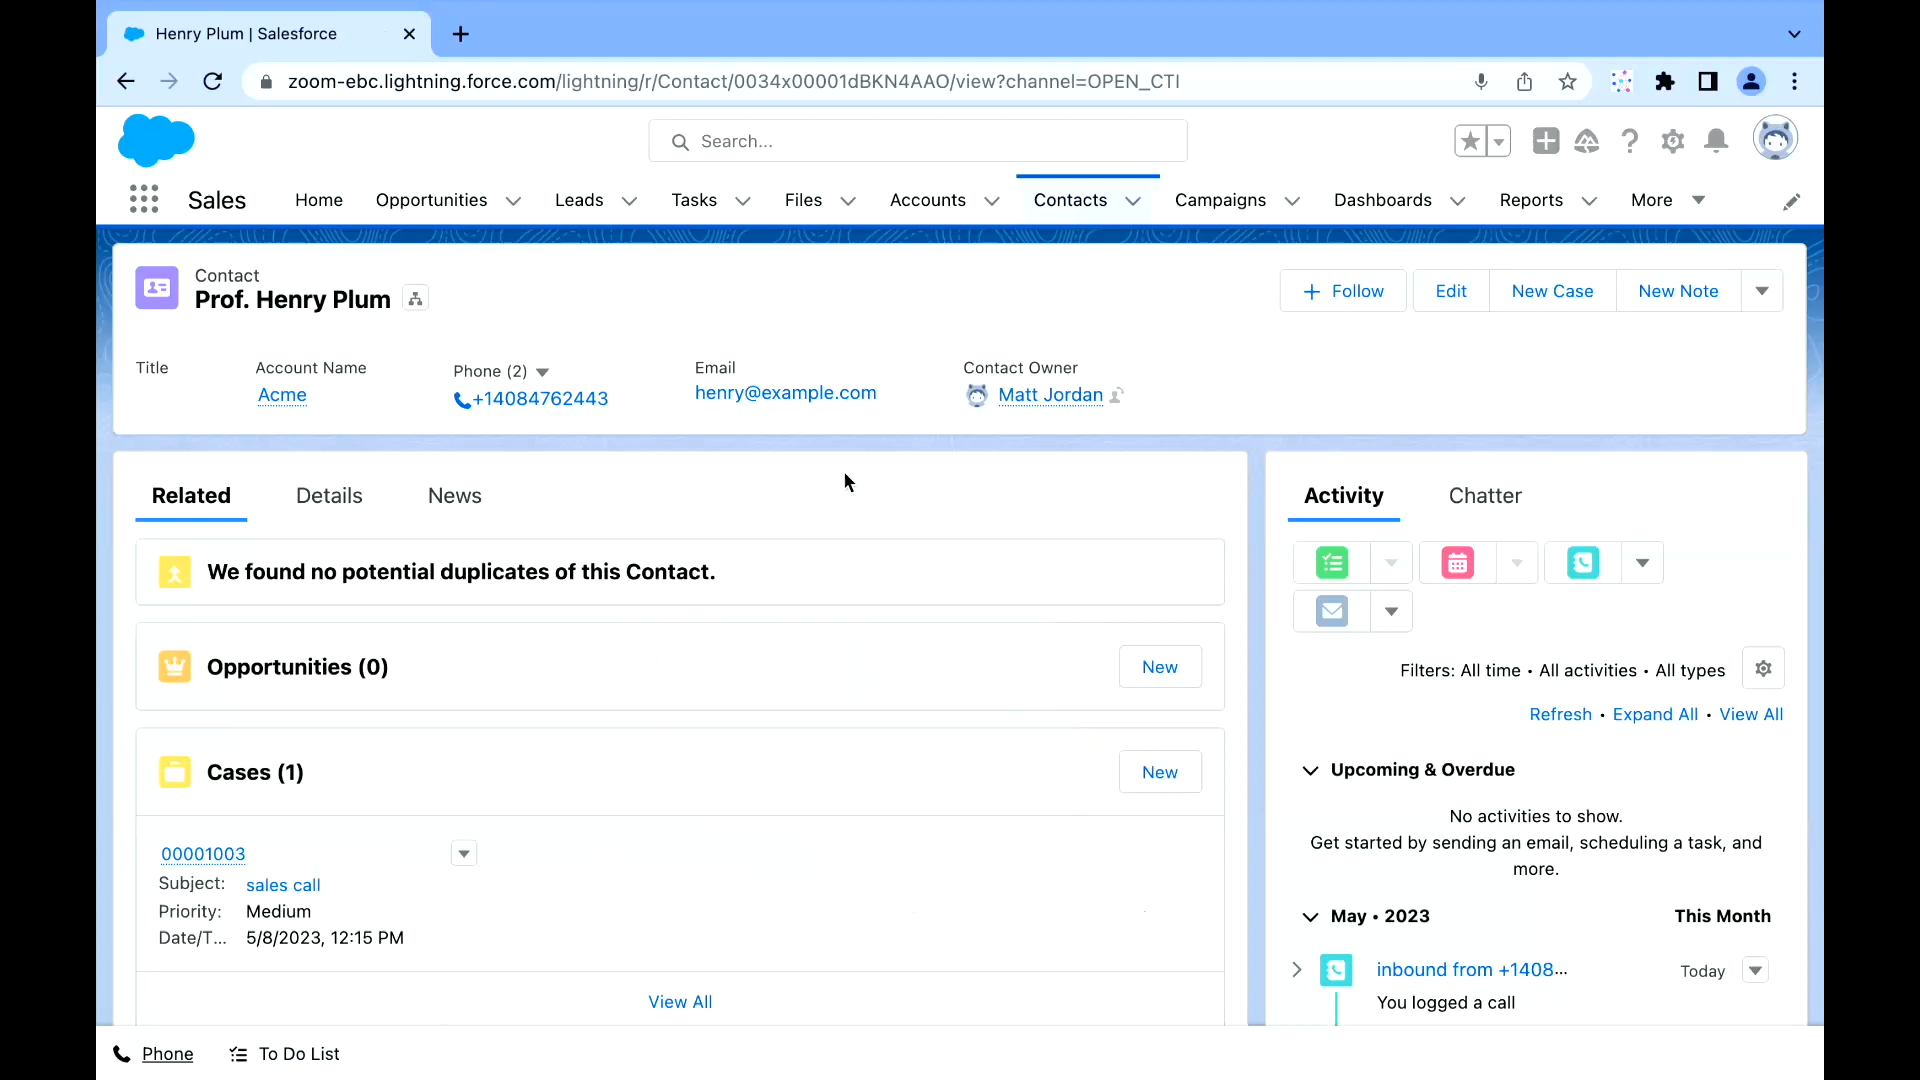 Henry Plum | Salesforce
zoom-ebc.lightning.force.com/lightning/r/Contact/0034x00001dBKN4AAO/view?channel=OPEN_CTI
Search...
Sales
Home
Opportunities
Leads
Tasks
Files
Accounts
Contacts
Campaigns
Dashboards
Reports
More
Contact
Prof. Henry Plum
Follow
Edit
New Case
New Note
Title
Account Name
Acme
Phone (2)
+14084762443
Email
henry@example.com
Contact Owner
Matt Jordan
Related
Details
News
We found no potential duplicates of this Contact.
Opportunities (0)
New
Cases (1)
New
00001003
Subject: sales call
Priority: Medium
Date/T... 5/8/2023, 12:15 PM
View All
Activity
Chatter
Filters: All time • All activities • All types
Refresh • Expand All • View All
Upcoming & Overdue
No activities to show.
Get started by sending an email, scheduling a task, and
more.
May • 2023
This Month
inbound from +1408...
Today
You logged a call
Phone
To Do List